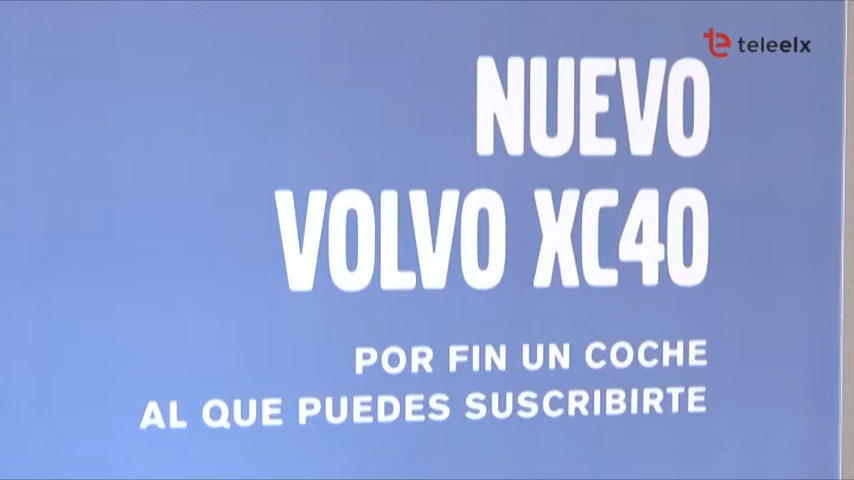 teleelx
NUEVO
VOLVO XC40
POR FIN UN COCHE
AL QUE PUEDES SUSCRIBIRTE